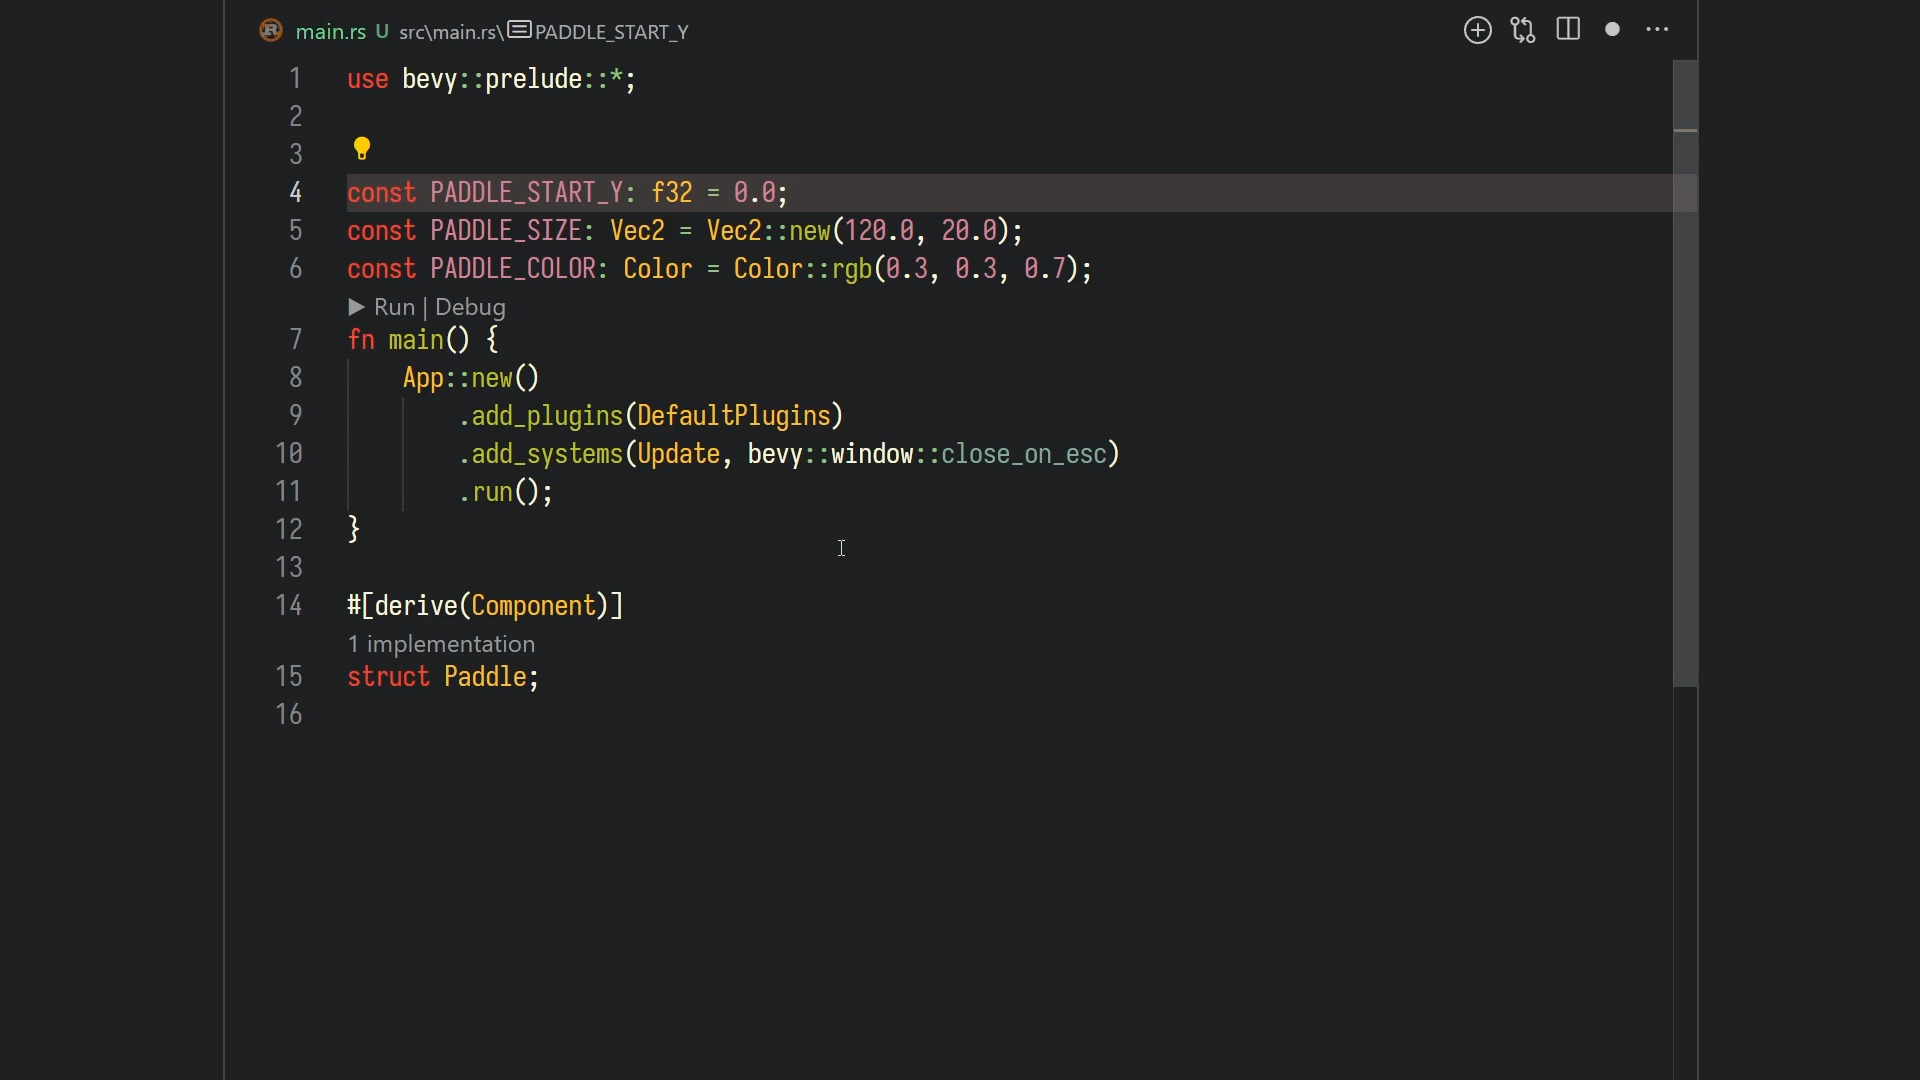 main.rs U src\main.rs\PADDLE_START_Y
1 use bevy::prelude::*;
2
3
4 const PADDLE_START_Y: f32 = 0.0;
5 const PADDLE_SIZE: Vec2 = Vec2::new(120.0, 20.0);
6 const PADDLE_COLOR: Color = Color::rgb(0.3, 0.3, 0.7);
▶ Run | Debug
7 fn main() {
8 App::new()
9 .add_plugins(DefaultPlugins)
10 .add_systems(Update, bevy::window::close_on_esc)
11 .run();
12 }
13
14 #[derive(Component)]
1 implementation
15 struct Paddle;
16